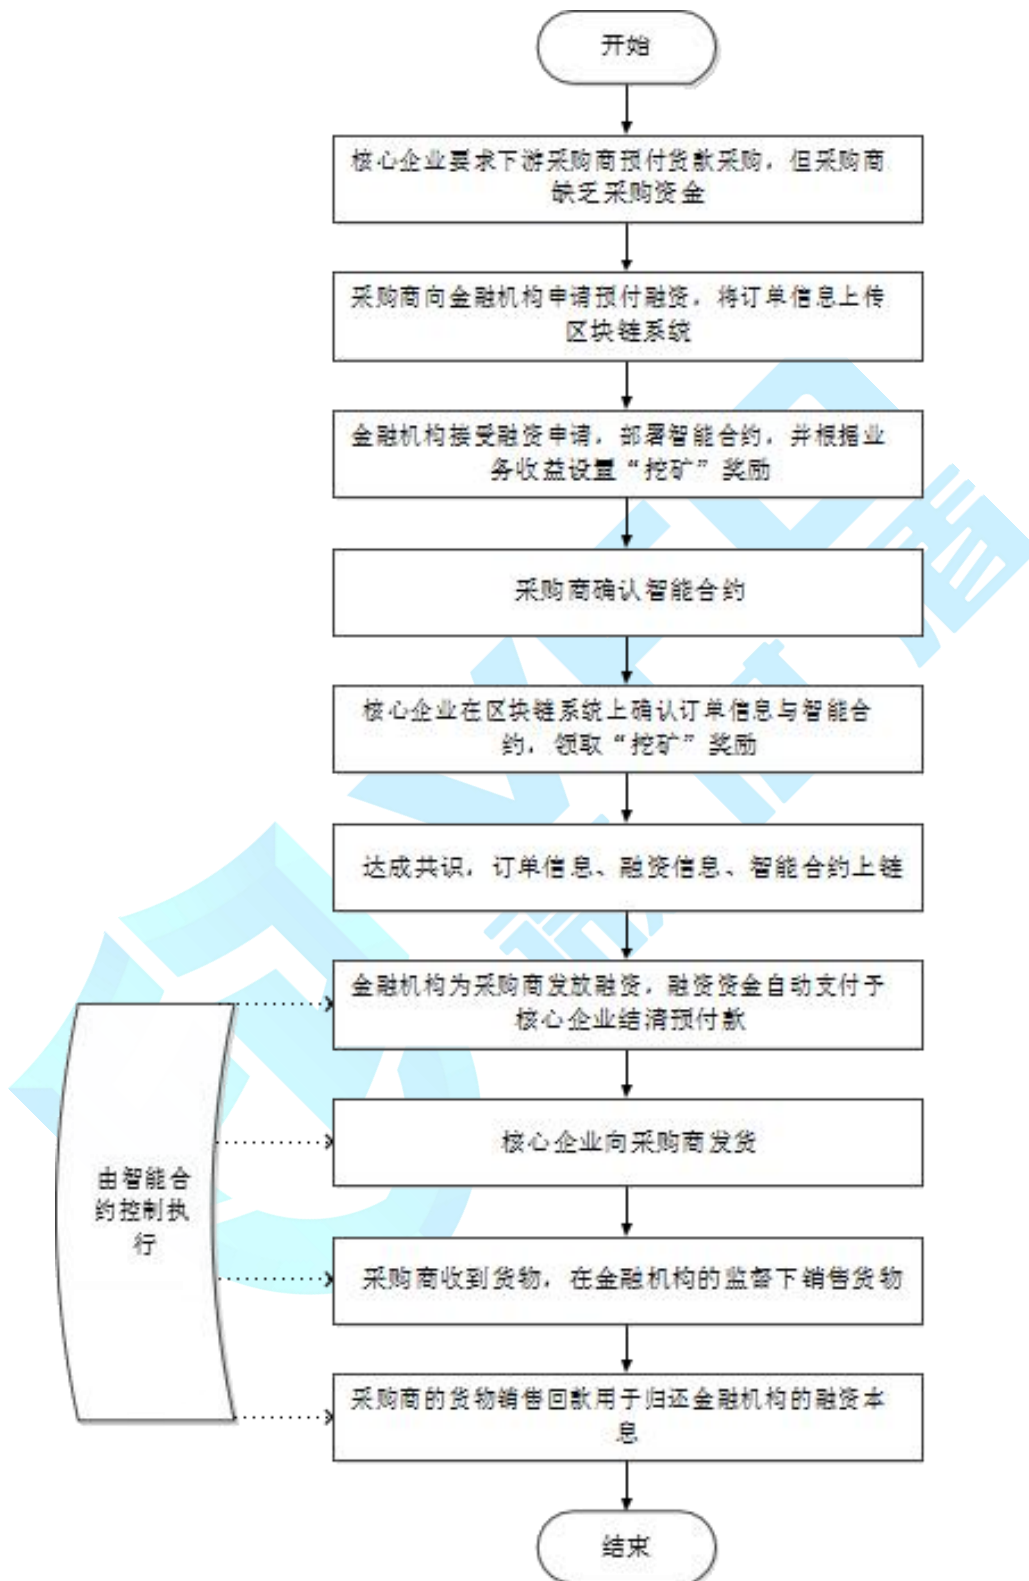 开始
核心企业要求下游采购商预付货款采购，但采购商
缺乏采购资金
采购商向金融机构申请预付融资，将订单信息上传
区块链系统
金融机构接受融资申请，部署智能合约，并根据业
务收益设置“挖矿”奖励
采购商确认智能合约
核心企业在区块链系统上确认订单信息与智能合
约，领取“挖矿”奖励
达成共识，订单信息、融资信息、智能合约上链
金融机构为采购商发放融资，融资资金自动支付予
核心企业结清预付款
核心企业向采购商发货
由智能合
约控制执
行
采购商收到货物，在金融机构的监督下销售货物
采购商的货物销售回款用于归还金融机构的融资本
息
结束